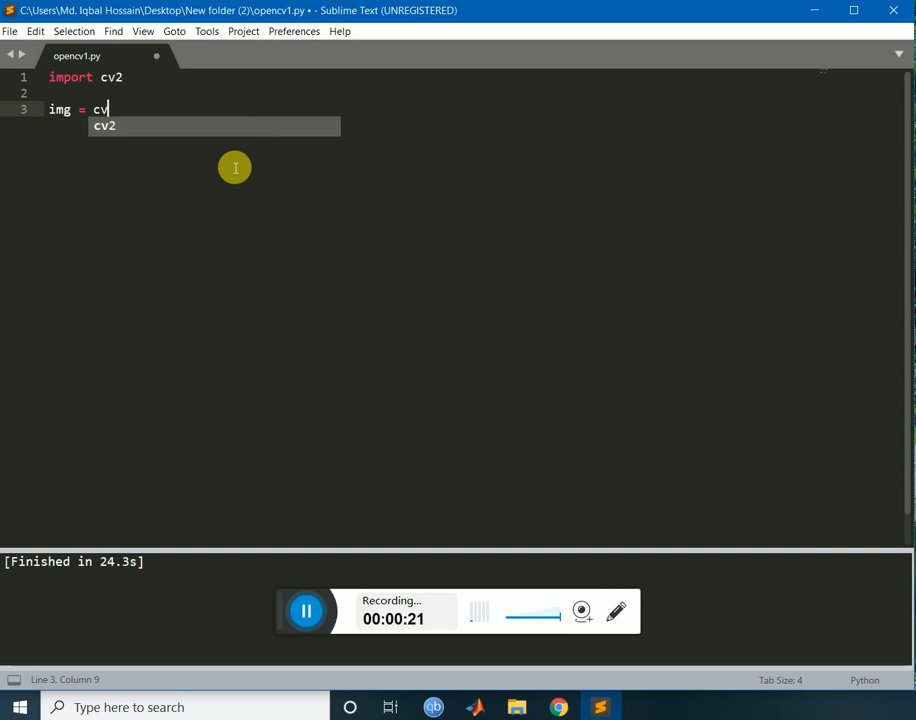 C:\Users\Md. Iqbal Hossain\Desktop\New folder (2)\opencv1.py • - Sublime Text (UNREGISTERED)
File Edit Selection Find View Goto Tools Project Preferences Help
opencv1.py
1 import cv2
2
3 img = cv
cv2
[Finished in 24.3s]
Recording...
00:00:21
Line 3, Column 9 Tab Size: 4 Python
Type here to search
qb